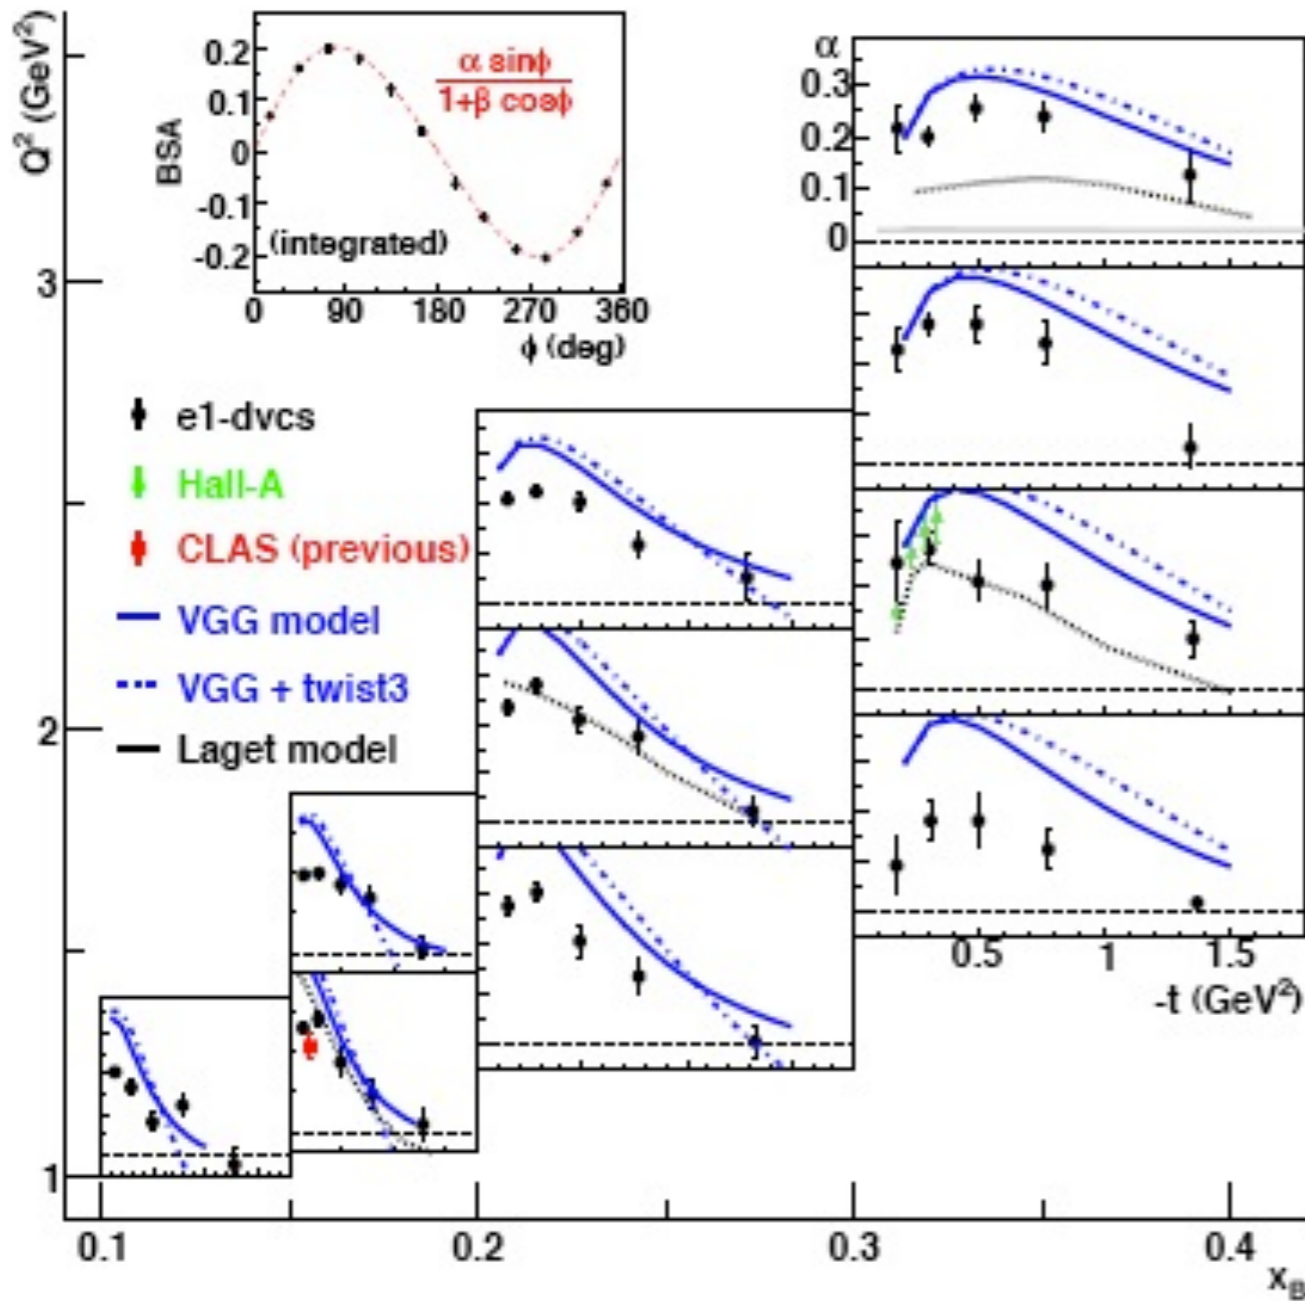 Q² (GeV²)
3
2
1
BSA
0.2
0.1
0
-0.1
-0.2
α sinϕ
1+β cosϕ
(integrated)
0 90 180 270 360
ϕ (deg)
e1-dvcs
Hall-A
CLAS (previous)
VGG model
VGG + twist3
Laget model
α
0.3
0.2
0.1
0
0.5 1 1.5
-t (GeV²)
0.1 0.2 0.3 0.4
x_B